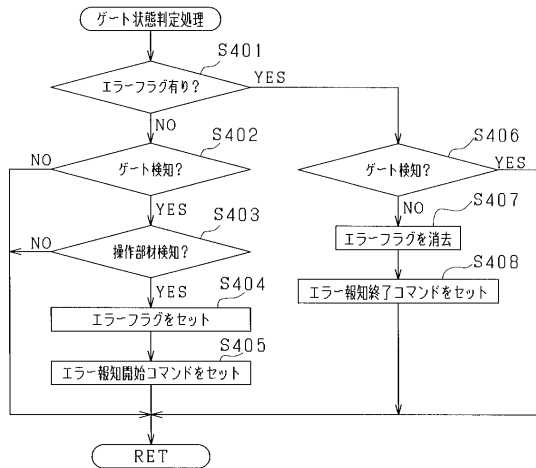 ゲート状態判定処理
S401
エラーフラグ有り?
YES
NO
S402
ゲート検知?
NO
YES
S403
操作部材検知?
NO
YES
S404
エラーフラグをセット
S405
エラー報知開始コマンドをセット
S406
ゲート検知?
YES
NO
S407
エラーフラグを消去
S408
エラー報知終了コマンドをセット
RET